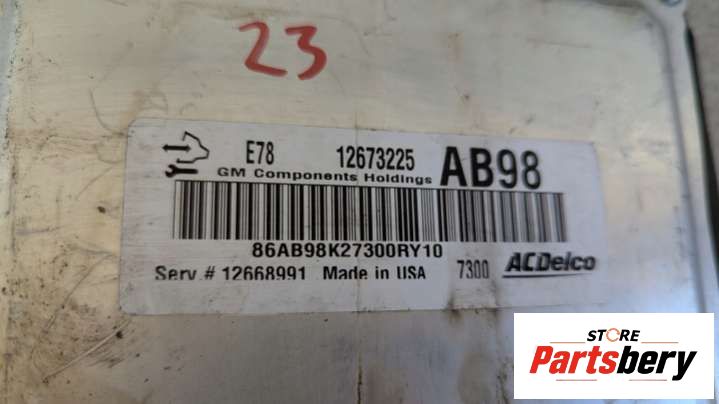 23
E78 12673225 AB98
GM Components Holdings
86AB98K27300RY10
Serv # 12668991 Made in USA 7300 ACDelco
STORE
Partsbery